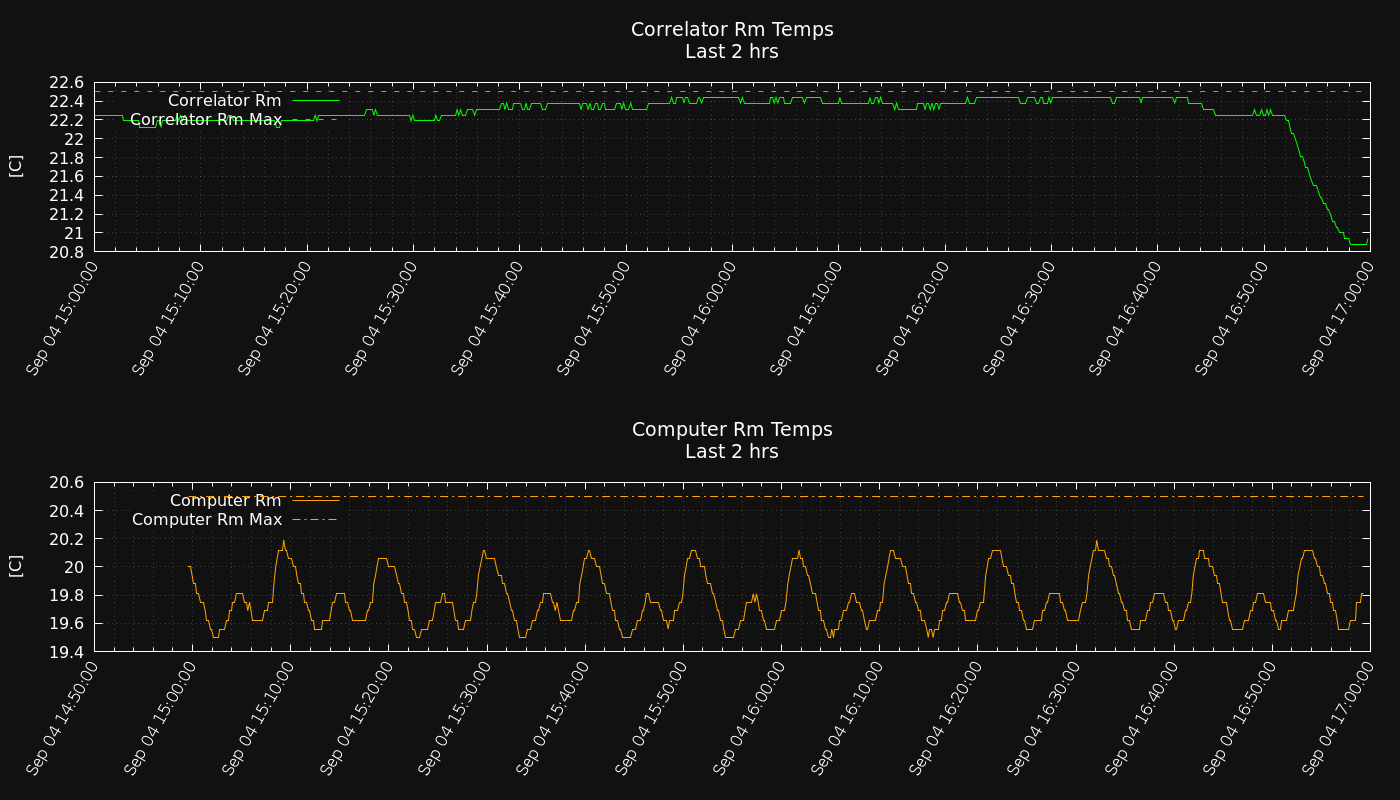 Correlator Rm Temps
Last 2 hrs
22.6
22.4
22.2
22
21.8
21.6
21.4
21.2
21
20.8
[C]
Correlator Rm
Correlator Rm Max
Sep 04 15:00:00
Sep 04 15:10:00
Sep 04 15:20:00
Sep 04 15:30:00
Sep 04 15:40:00
Sep 04 15:50:00
Sep 04 16:00:00
Sep 04 16:10:00
Sep 04 16:20:00
Sep 04 16:30:00
Sep 04 16:40:00
Sep 04 16:50:00
Sep 04 17:00:00
Computer Rm Temps
Last 2 hrs
20.6
20.4
20.2
20
19.8
19.6
19.4
[C]
Computer Rm
Computer Rm Max
Sep 04 14:50:00
Sep 04 15:00:00
Sep 04 15:10:00
Sep 04 15:20:00
Sep 04 15:30:00
Sep 04 15:40:00
Sep 04 15:50:00
Sep 04 16:00:00
Sep 04 16:10:00
Sep 04 16:20:00
Sep 04 16:30:00
Sep 04 16:40:00
Sep 04 16:50:00
Sep 04 17:00:00